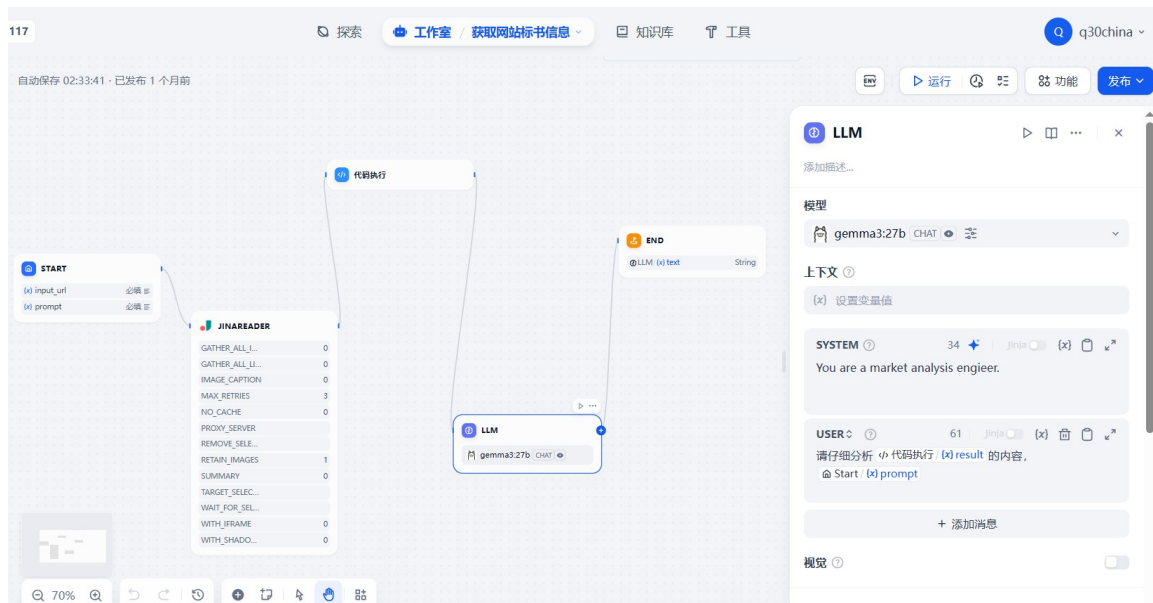 117
探索
工作室 / 获取网站标书信息
知识库
工具
Q
q30china
自动保存 02:33:41 · 已发布 1 个月前
ENV
运行
功能
发布
START
{x} input_url 必填
{x} prompt 必填
JINAREADER
GATHER_ALL_I... 0
GATHER_ALL_LI... 0
IMAGE_CAPTION 0
MAX_RETRIES 3
NO_CACHE 0
PROXY_SERVER
REMOVE_SELE...
RETAIN_IMAGES 1
SUMMARY 0
TARGET_SELEC...
WAIT_FOR_SEL...
WITH_IFRAME 0
WITH_SHADO... 0
代码执行
LLM
gemma3:27b CHAT
END
LLM/ {x} text String
70%
LLM
添加描述...
模型
gemma3:27b CHAT
上下文
{x} 设置变量值
SYSTEM 34 Jinja {x}
You are a market analysis engieer.
USER 61 Jinja {x}
请仔细分析 代码执行 / {x} result 的内容,
Start / {x} prompt
+ 添加消息
视觉